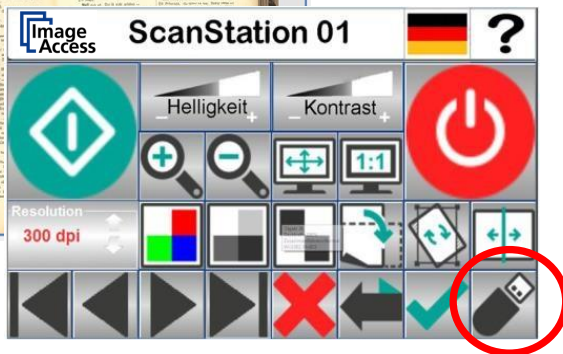 Image Access
ScanStation 01
?
Helligkeit
- +
Kontrast
- +
1:1
Resolution
300 dpi